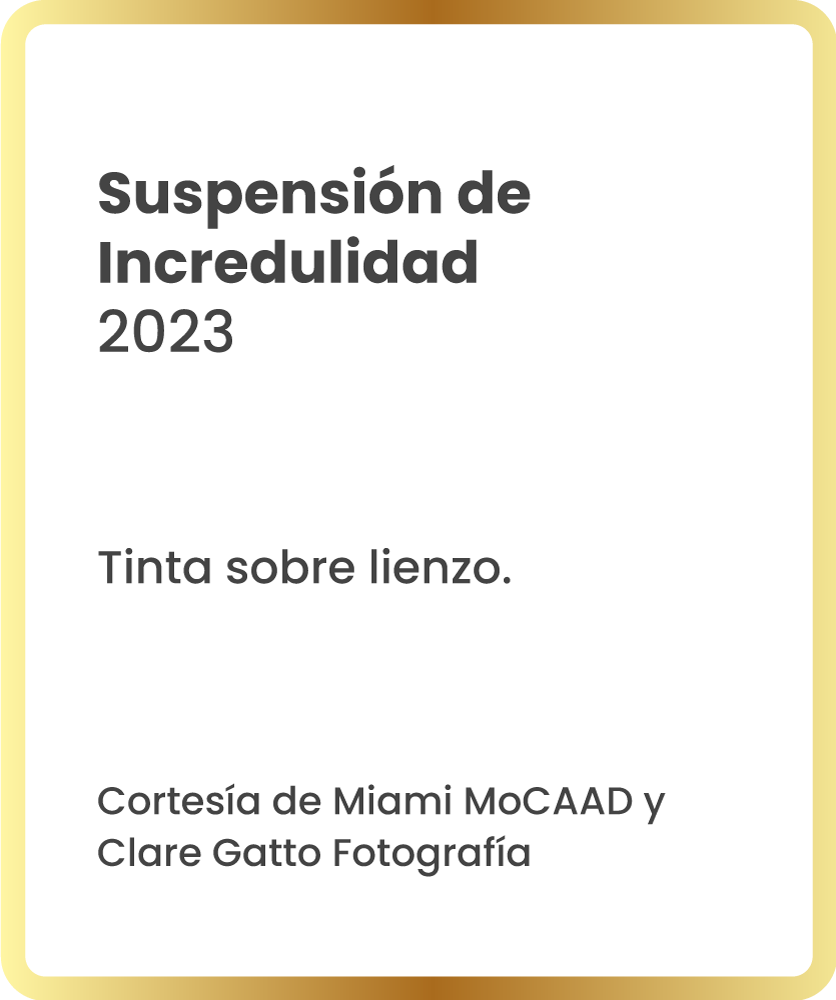 Suspensión de
Incredulidad
2023
Tinta sobre lienzo.
Cortesía de Miami MoCAAD y
Clare Gatto Fotografía